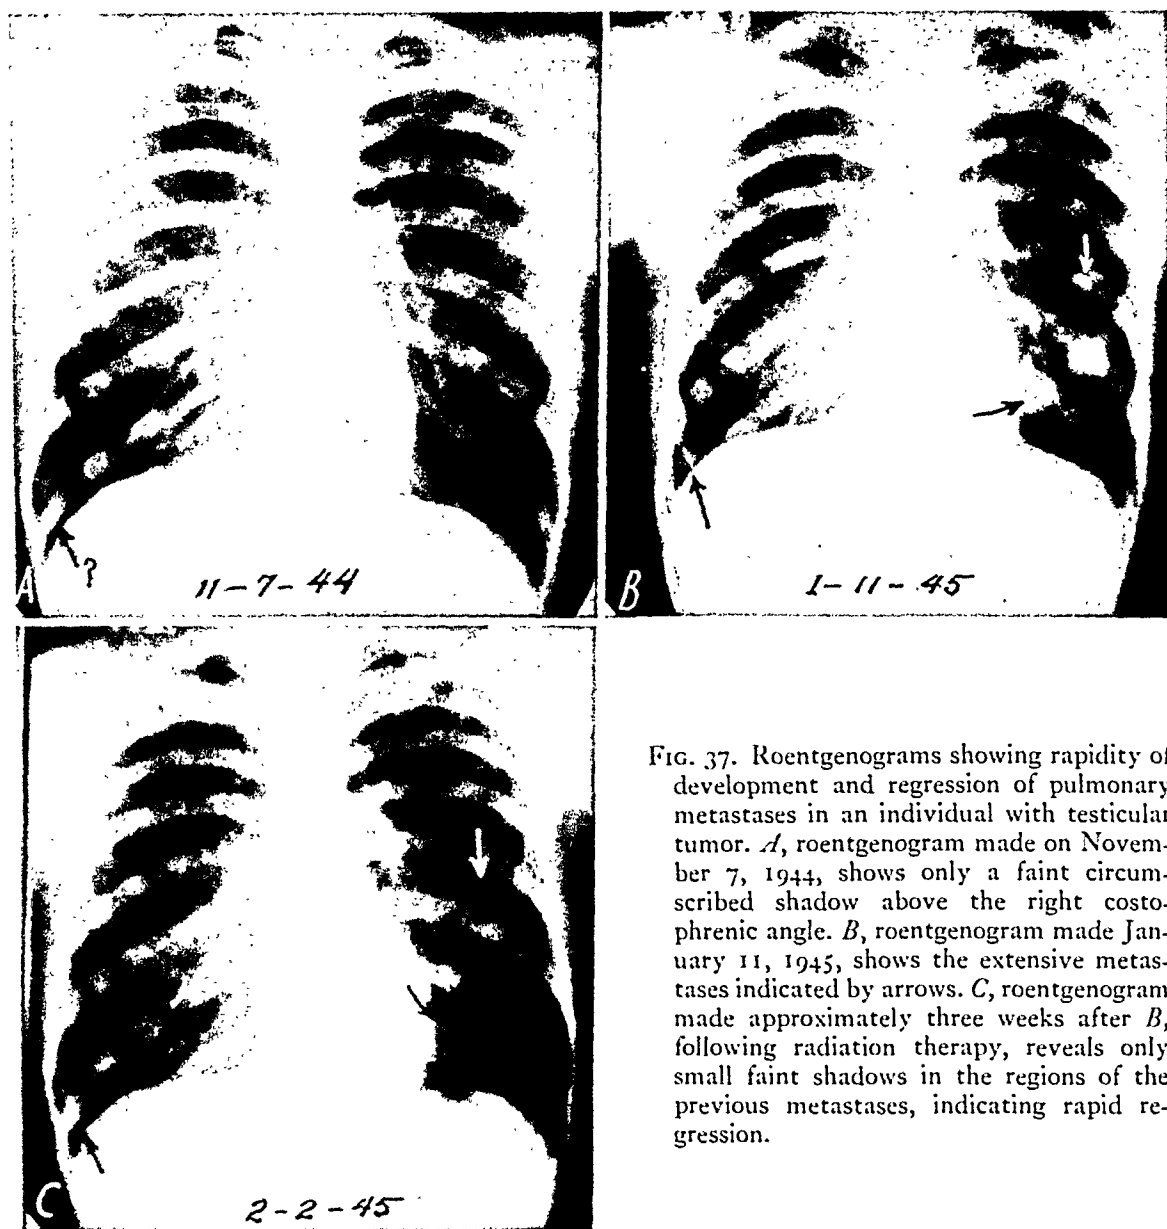 A
?
11-7-44
B
1-11-45
C
2-2-45
FIG. 37. Roentgenograms showing rapidity of
development and regression of pulmonary
metastases in an individual with testicular
tumor. A, roentgenogram made on Novem-
ber 7, 1944, shows only a faint circum-
scribed shadow above the right costo-
phrenic angle. B, roentgenogram made Jan-
uary 11, 1945, shows the extensive metas-
tases indicated by arrows. C, roentgenogram
made approximately three weeks after B,
following radiation therapy, reveals only
small faint shadows in the regions of the
previous metastases, indicating rapid re-
gression.